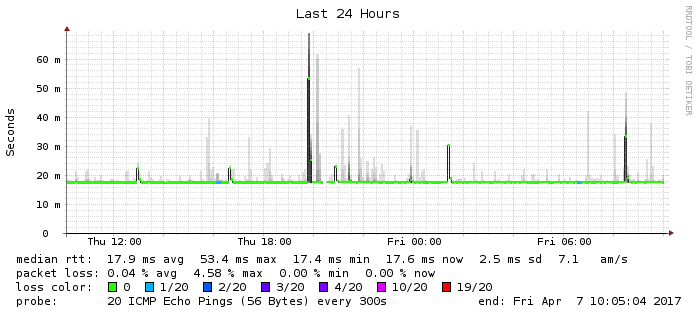 Last 24 Hours
RRDTOOL / TOBI OETIKER
Seconds
60 m
50 m
40 m
30 m
20 m
10 m
0
Thu 12:00 Thu 18:00 Fri 00:00 Fri 06:00
median rtt: 17.9 ms avg 53.4 ms max 17.4 ms min 17.6 ms now 2.5 ms sd 7.1 am/s
packet loss: 0.04 % avg 4.58 % max 0.00 % min 0.00 % now
loss color: 0 1/20 2/20 3/20 4/20 10/20 19/20
probe: 20 ICMP Echo Pings (56 Bytes) every 300s end: Fri Apr 7 10:05:04 2017